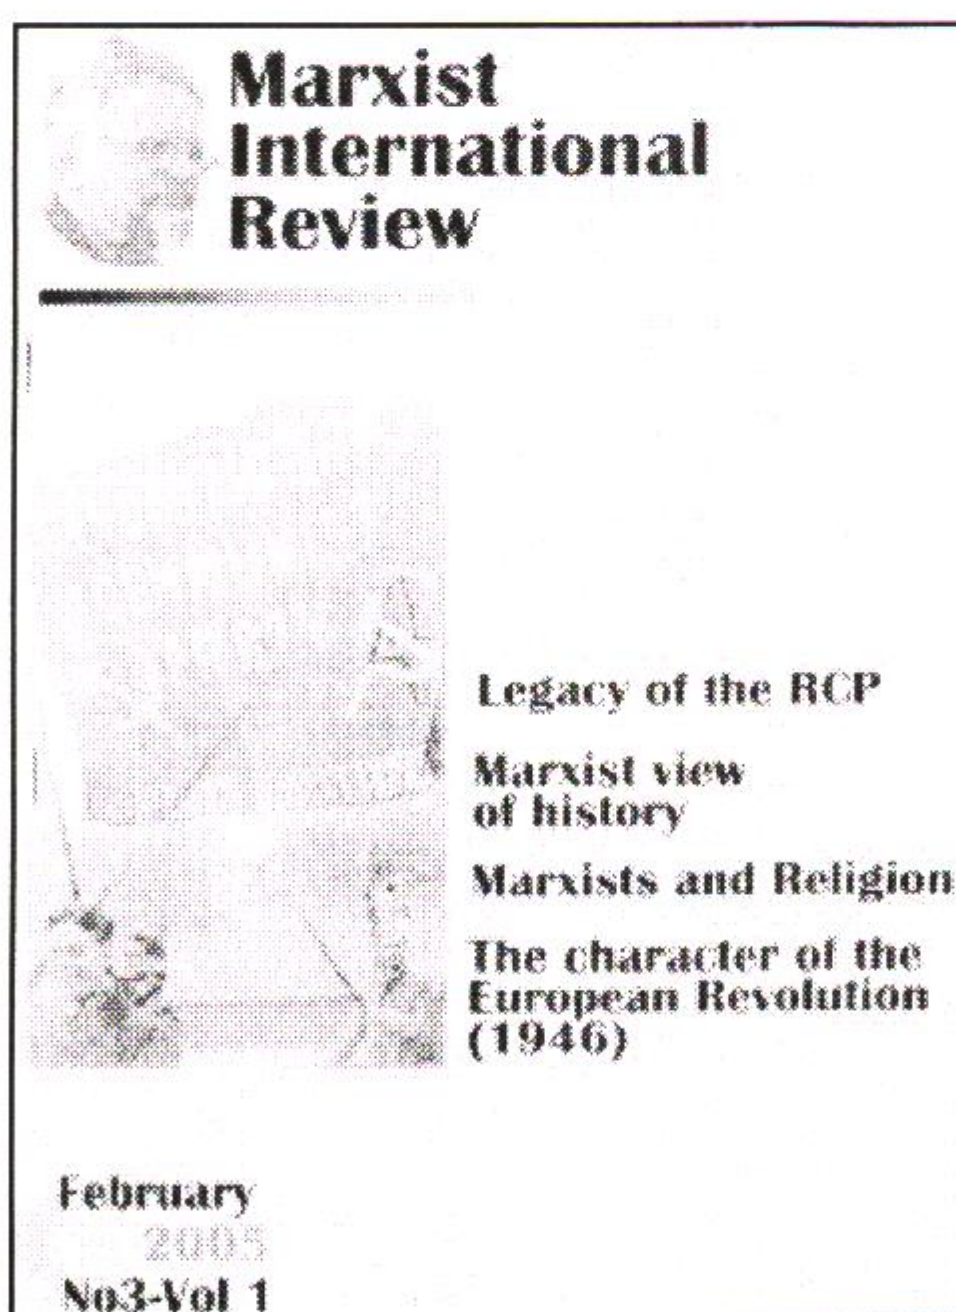 Marxist
International
Review
Legacy of the RCP
Marxist view
of history
Marxists and Religion
The character of the
European Revolution
(1946)
February
2005
No3-Vol 1